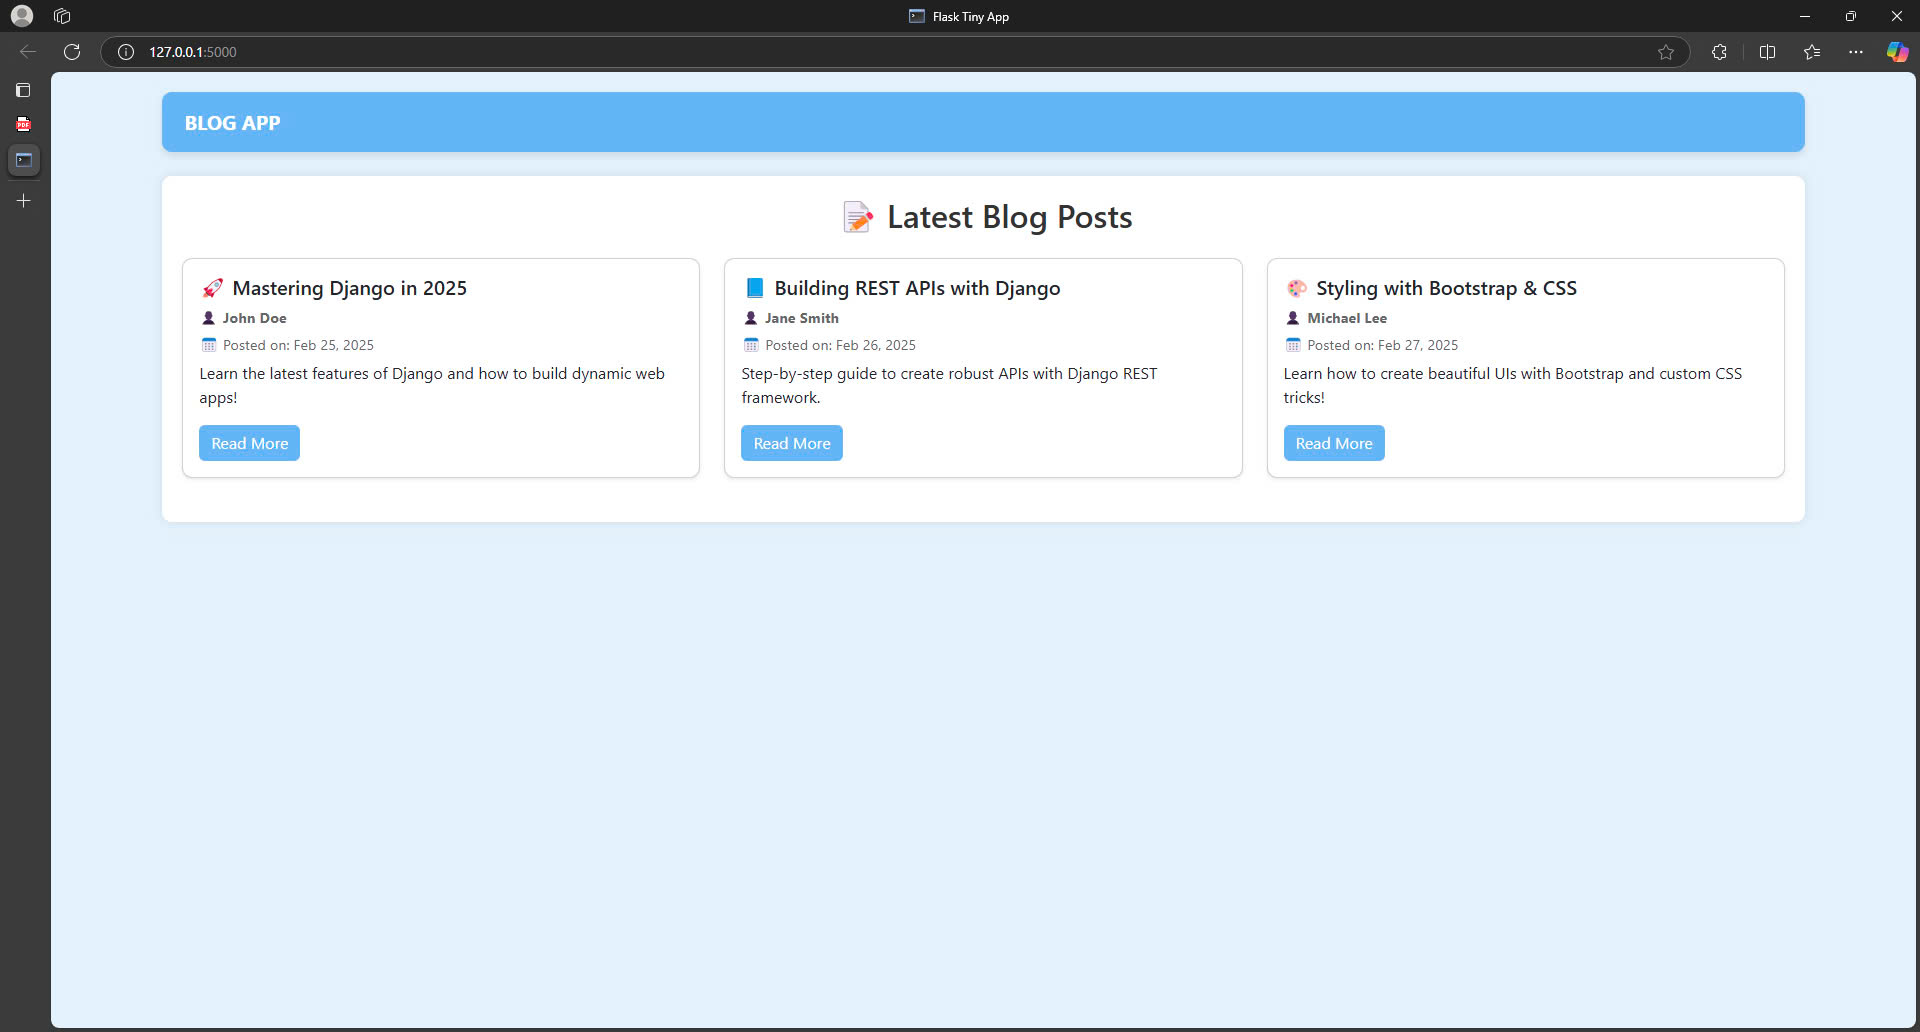 Flask Tiny App
127.0.0.1:5000
PDF
BLOG APP
📝 Latest Blog Posts
🚀 Mastering Django in 2025
👤 John Doe
📅 Posted on: Feb 25, 2025
Learn the latest features of Django and how to build dynamic web
apps!
Read More
📘 Building REST APIs with Django
👤 Jane Smith
📅 Posted on: Feb 26, 2025
Step-by-step guide to create robust APIs with Django REST
framework.
Read More
🎨 Styling with Bootstrap & CSS
👤 Michael Lee
📅 Posted on: Feb 27, 2025
Learn how to create beautiful UIs with Bootstrap and custom CSS
tricks!
Read More